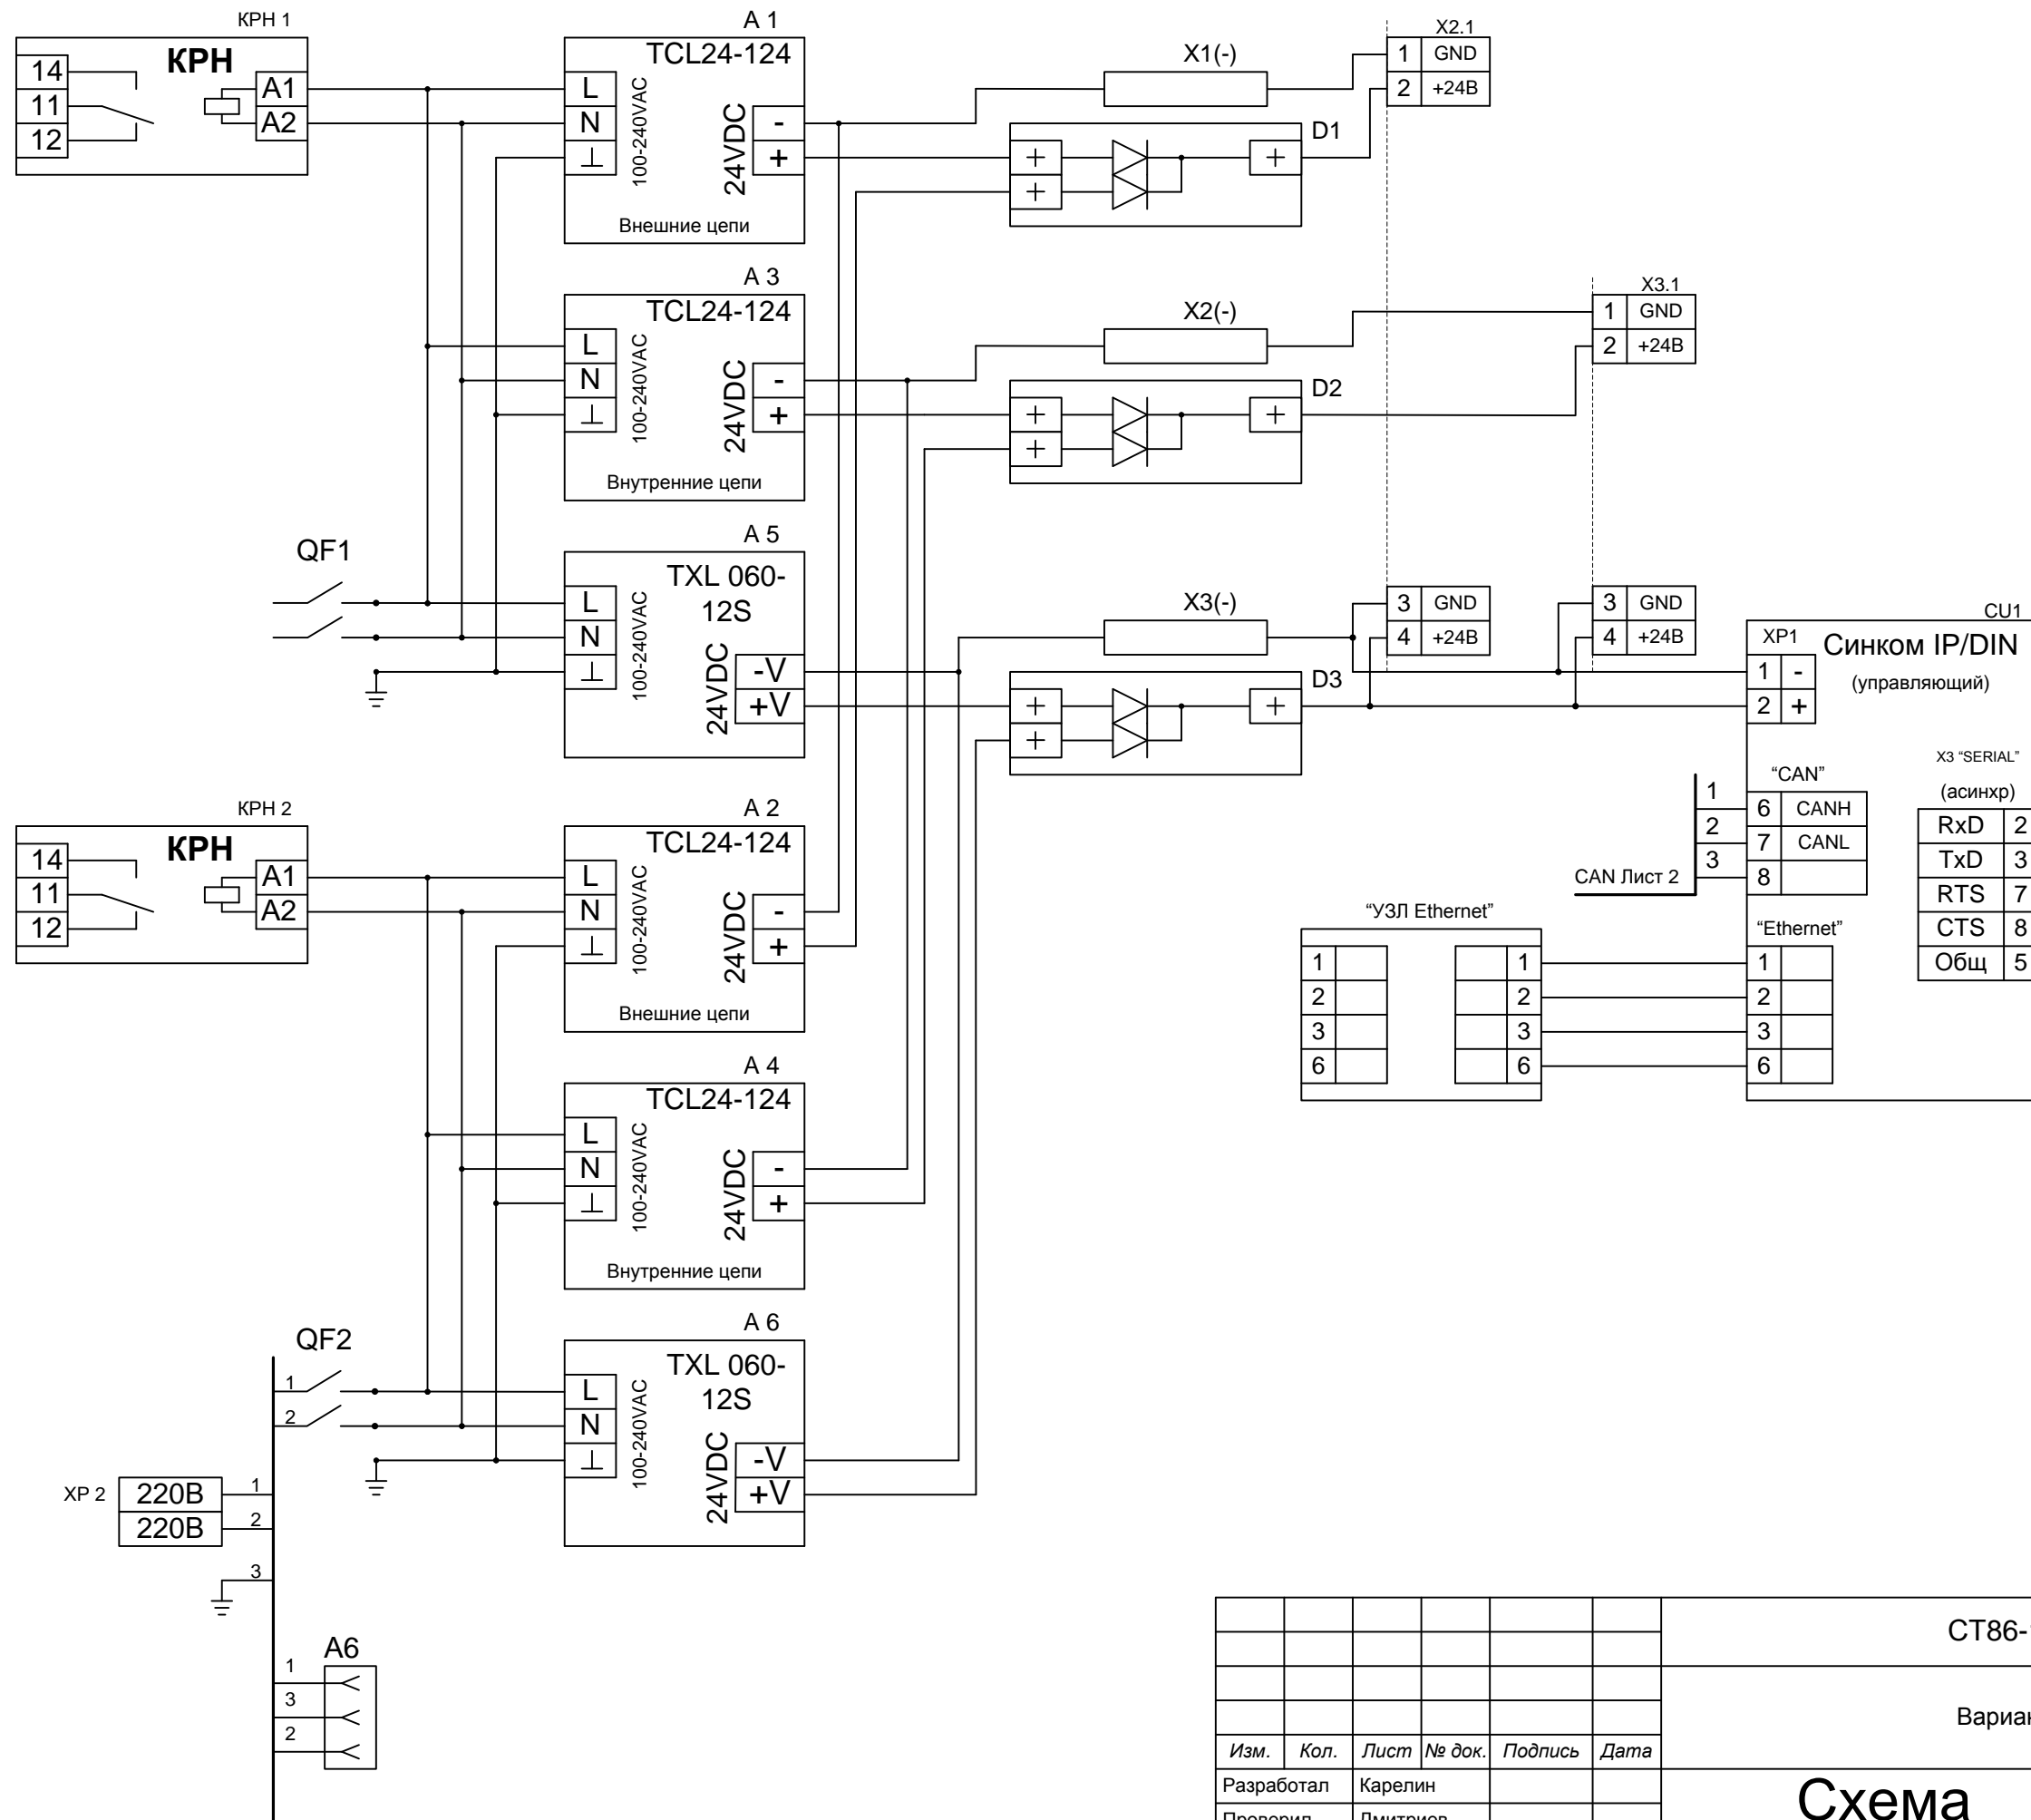 КРН 1
КРН
14
11
12
A1
A2
А 1
TCL24-124
L
N
⊥
100-240VAC
24VDC
-
+
Внешние цепи
X1(-)
X2.1
1 GND
2 +24В
D1
+
+
+
А 3
TCL24-124
L
N
⊥
100-240VAC
24VDC
-
+
Внутренние цепи
X2(-)
X3.1
1 GND
2 +24В
D2
+
+
+
QF1
А 5
TXL 060-
12S
L
N
⊥
100-240VAC
24VDC
-V
+V
X3(-)
3 GND
4 +24В
3 GND
4 +24В
D3
+
+
+
CU1
XP1
Синком IP/DIN
(управляющий)
1 -
2 +
X3 “SERIAL”
(асинхр)
RxD 2
TxD 3
RTS 7
CTS 8
Общ 5
“CAN”
1
2
3
6 CANH
7 CANL
8
CAN Лист 2
“УЗЛ Ethernet”
1
2
3
6
1
2
3
6
“Ethernet”
1
2
3
6
КРН 2
КРН
14
11
12
A1
A2
А 2
TCL24-124
L
N
⊥
100-240VAC
24VDC
-
+
Внешние цепи
А 4
TCL24-124
L
N
⊥
100-240VAC
24VDC
-
+
Внутренние цепи
QF2
1
2
А 6
TXL 060-
12S
L
N
⊥
100-240VAC
24VDC
-V
+V
XP 2
220В 1
220В 2
3
А6
1
3
2
СТ86-
Изм. Кол. Лист № док. Подпись Дата
Разработал Карелин
Проверил Дмитриев
Схема